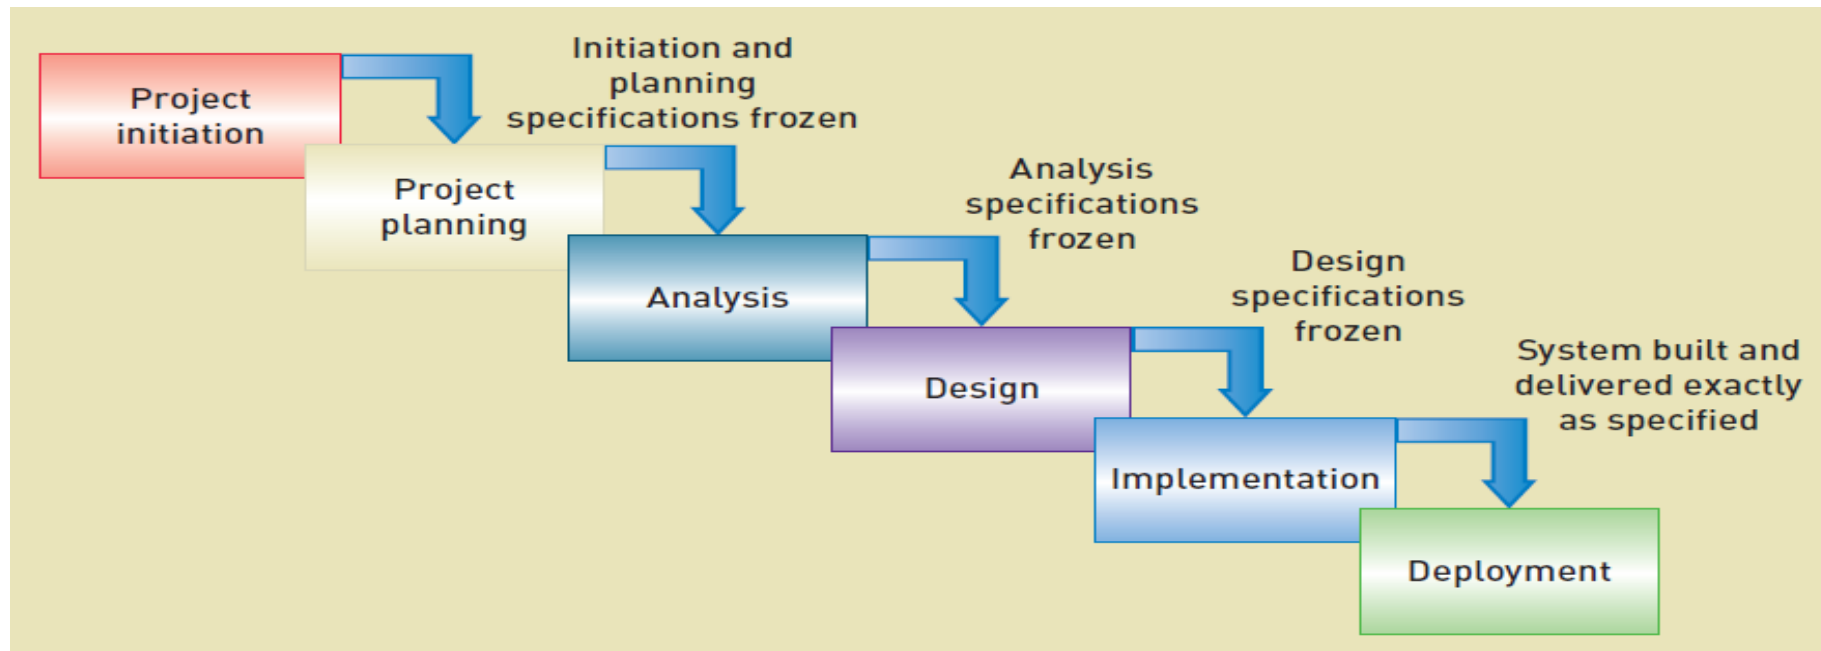 Project
initiation
Initiation and
planning
specifications frozen
Project
planning
Analysis
specifications
frozen
Analysis
Design
specifications
frozen
Design
System built and
delivered exactly
as specified
Implementation
Deployment